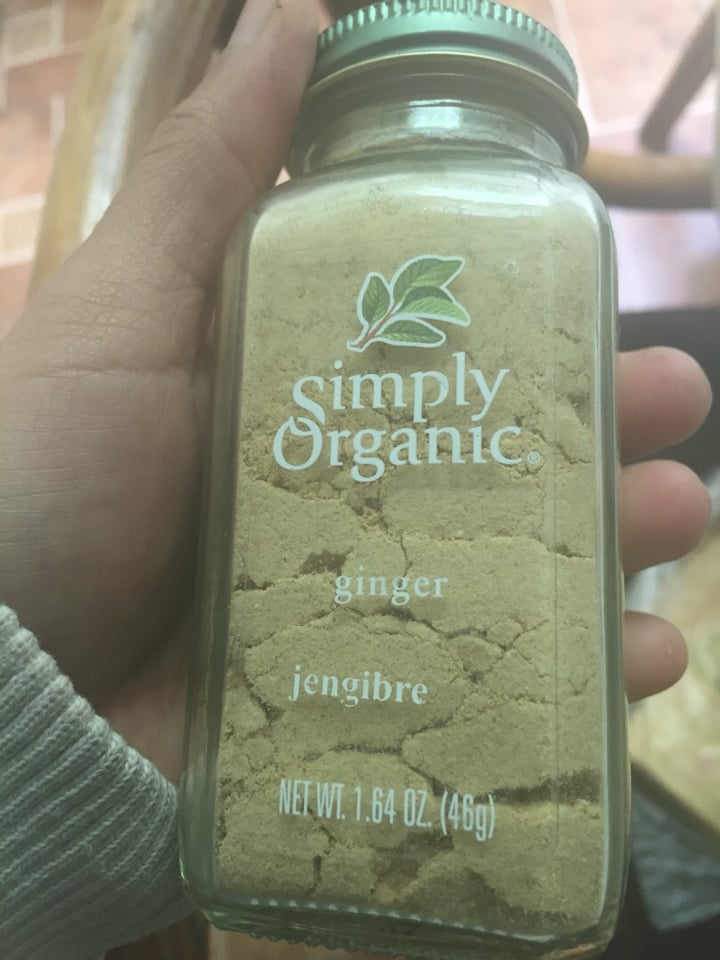 Simply
Organic®
ginger
jengibre
NET WT. 1.64 OZ. (46g)